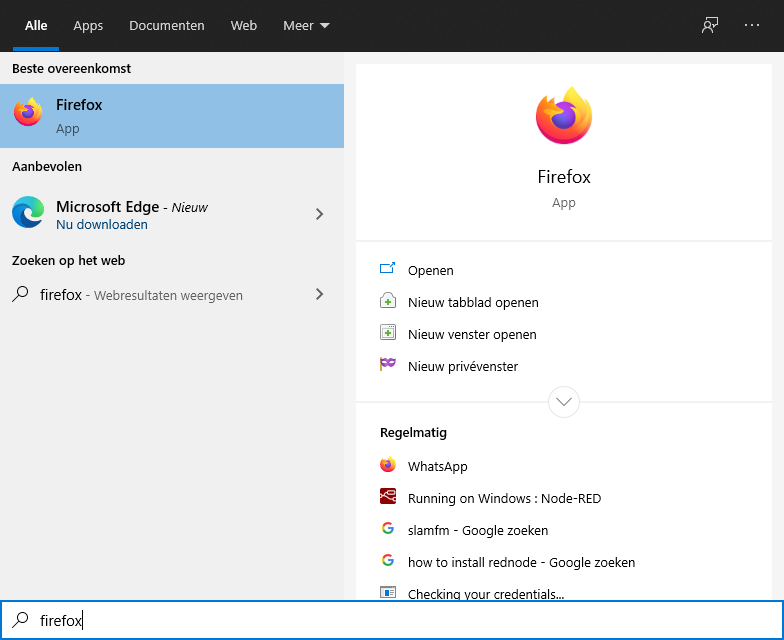 Alle Apps Documenten Web Meer
Beste overeenkomst
Firefox
App
Aanbevolen
Microsoft Edge - Nieuw
Nu downloaden
Zoeken op het web
firefox - Webresultaten weergeven
Firefox
App
Openen
Nieuw tabblad openen
Nieuw venster openen
Nieuw privévenster
Regelmatig
WhatsApp
Running on Windows : Node-RED
slamfm - Google zoeken
how to install rednode - Google zoeken
Checking your credentials...
firefox